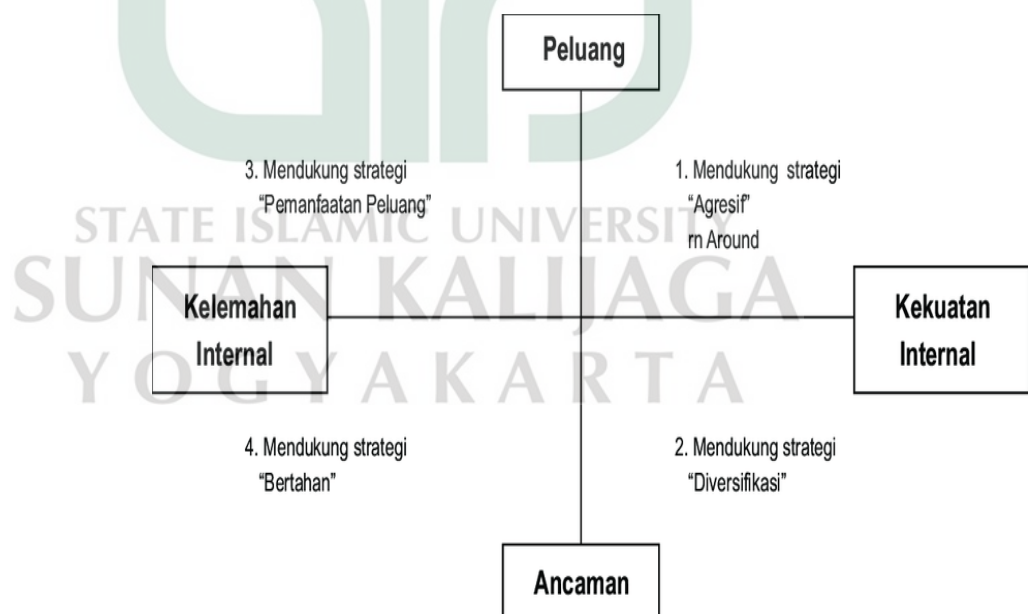 Peluang
3. Mendukung strategi
“Pemanfaatan Peluang”
1. Mendukung strategi
“Agresif”
rn Around
STATE ISLAMIC UNIVERSITY
SUNAN KALIJAGA
YOGYAKARTA
Kelemahan
Internal
Kekuatan
Internal
4. Mendukung strategi
“Bertahan”
2. Mendukung strategi
“Diversifikasi”
Ancaman